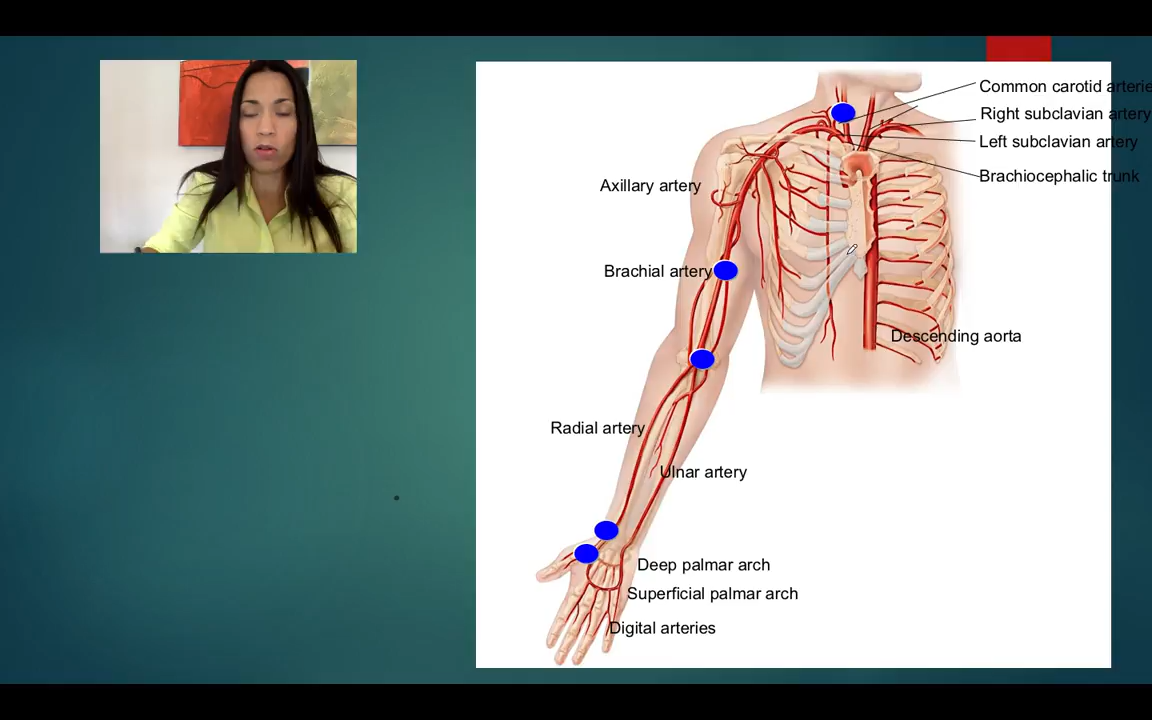 Common carotid arterie
Right subclavian artery
Left subclavian artery
Brachiocephalic trunk
Axillary artery
Brachial artery
Descending aorta
Radial artery
Ulnar artery
Deep palmar arch
Superficial palmar arch
Digital arteries